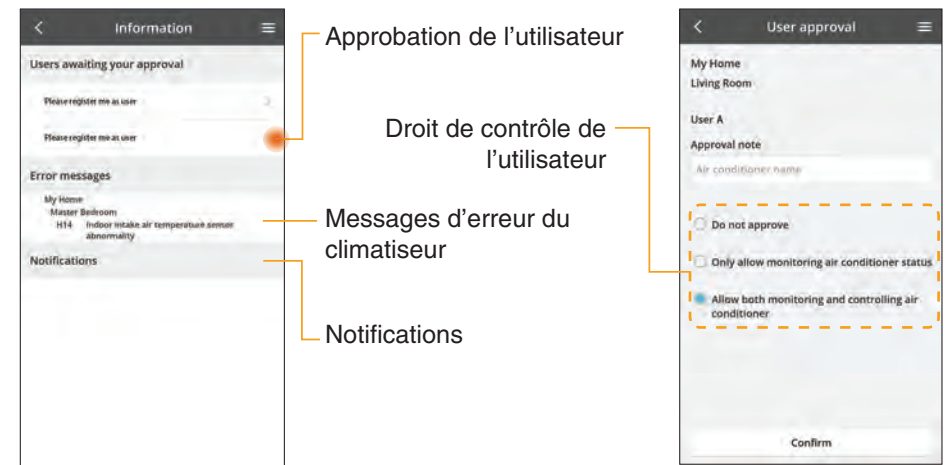 Information
Users awaiting your approval
Please register me as user
Please register me as user
Error messages
My Home
Master Bedroom
H14 Indoor intake air temperature sensor
abnormality
Notifications
Approbation de l’utilisateur
Droit de contrôle de
l’utilisateur
Messages d’erreur du
climatiseur
Notifications
User approval
My Home
Living Room
User A
Approval note
Air conditioner name
Do not approve
Only allow monitoring air conditioner status
Allow both monitoring and controlling air
conditioner
Confirm